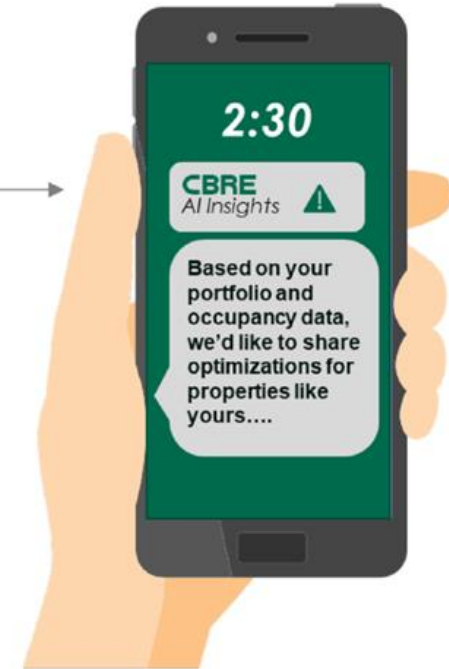 2:30
CBRE
AI Insights
Based on your
portfolio and
occupancy data,
we’d like to share
optimizations for
properties like
yours….